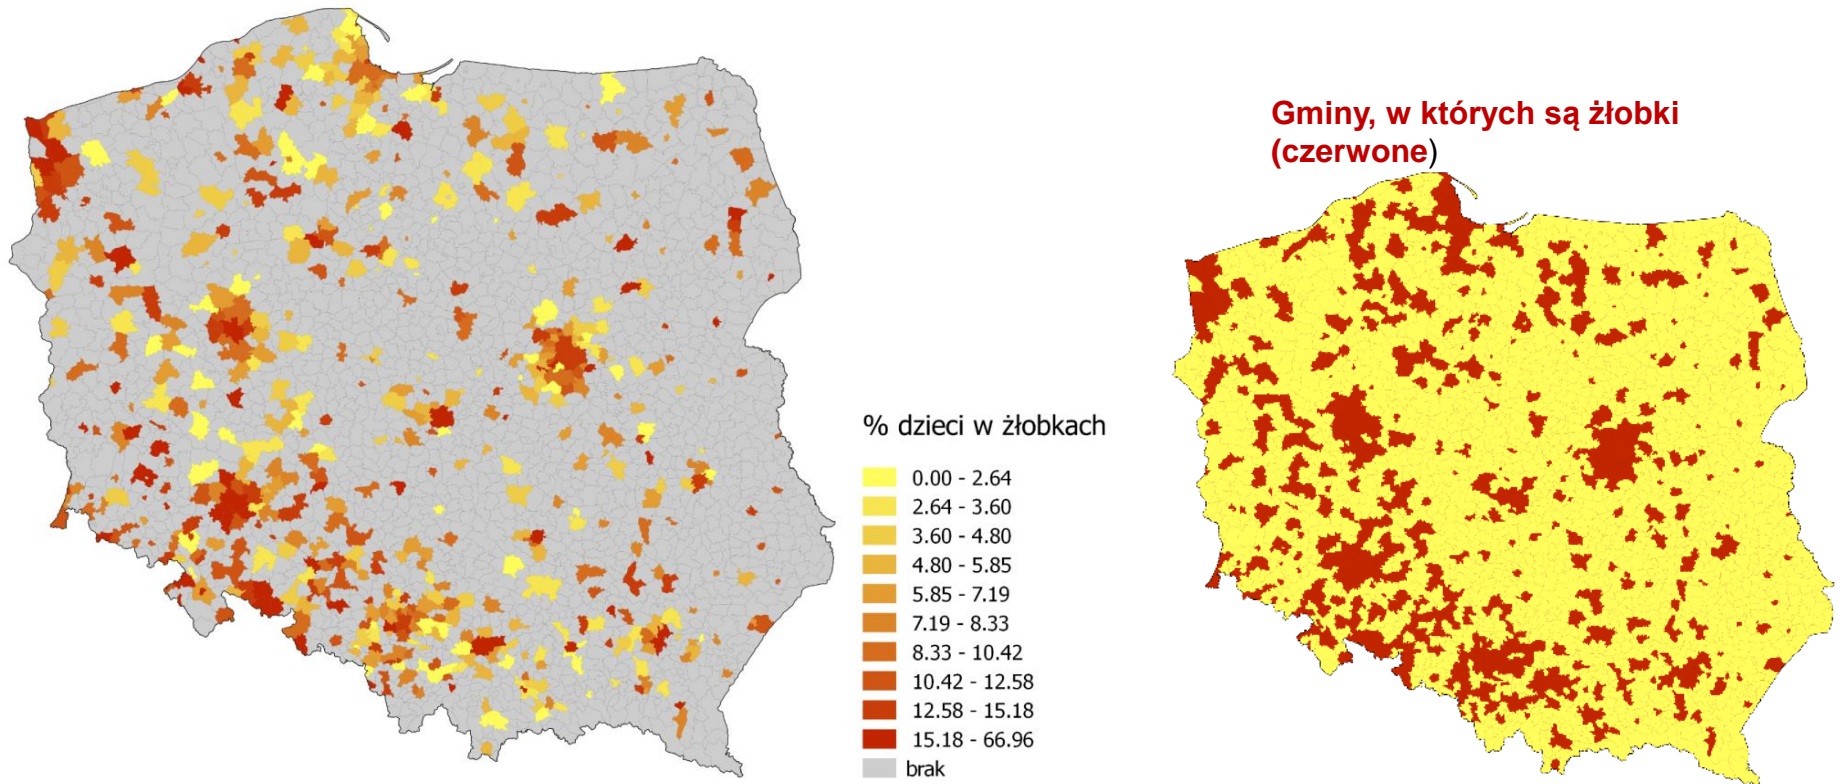 Gminy, w których są żłobki
(czerwone)
% dzieci w żłobkach
0.00 - 2.64
2.64 - 3.60
3.60 - 4.80
4.80 - 5.85
5.85 - 7.19
7.19 - 8.33
8.33 - 10.42
10.42 - 12.58
12.58 - 15.18
15.18 - 66.96
brak